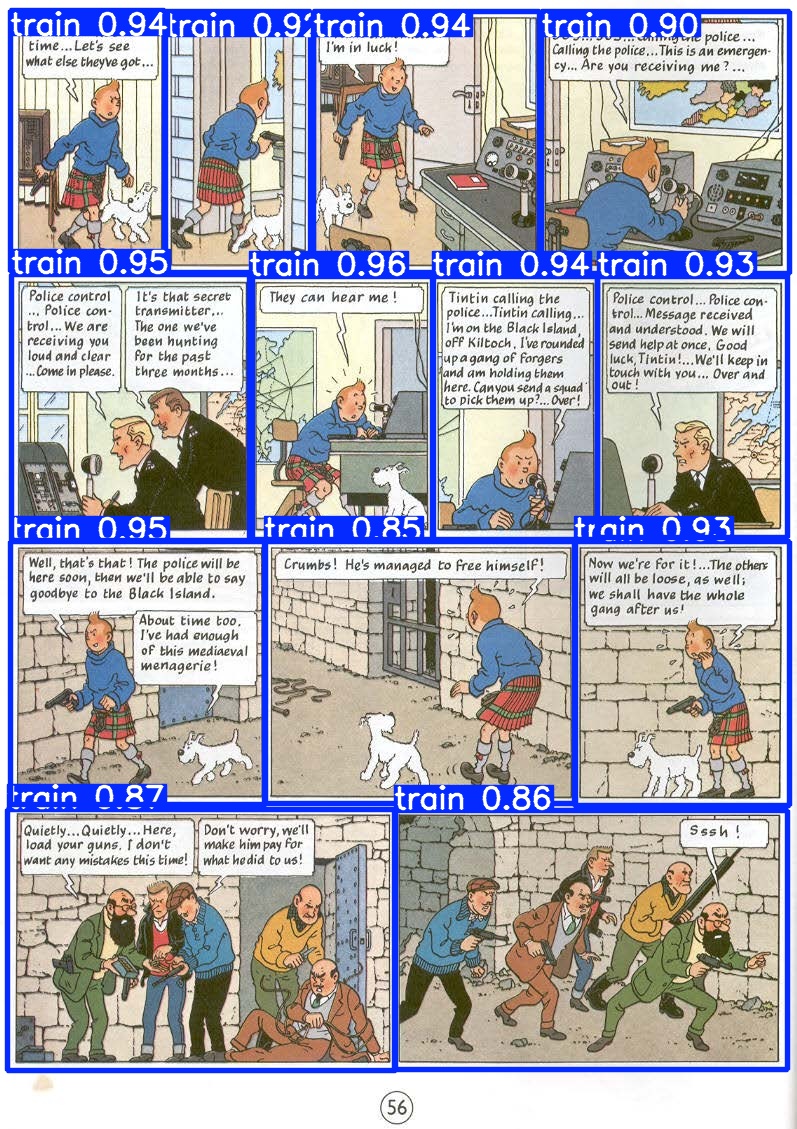 train 0.94
train 0.92
train 0.94
train 0.90
time... Let's see
what else they've got...
I'm in luck!
calling the police...
Calling the police... This is an emergen-
cy... Are you receiving me?...
train 0.95
train 0.96
train 0.94
train 0.93
Police control
... Police con-
trol... We are
receiving you
loud and clear
...Come in please.
It's that secret
transmitter...
The one we've
been hunting
for the past
three months...
They can hear me!
Tintin calling the
police... Tintin calling...
I'm on the Black Island,
off Kiltoch. I've rounded
up a gang of forgers
and am holding them
here. Can you send a squad
to pick them up?... Over!
Police control... Police con-
trol... Message received
and understood. We will
send help at once. Good
luck, Tintin!... We'll keep in
touch with you... Over and
out!
train 0.95
train 0.85
train 0.93
Well, that's that! The police will be
here soon, then we'll be able to say
goodbye to the Black Island.
About time too.
I've had enough
of this mediaeval
menagerie!
Crumbs! He's managed to free himself!
Now we're for it!... The others
will all be loose, as well;
we shall have the whole
gang after us!
train 0.87
train 0.86
Quietly... Quietly... Here,
load your guns. I don't
want any mistakes this time!
Don't worry, we'll
make him pay for
what he did to us!
Sssh!
56